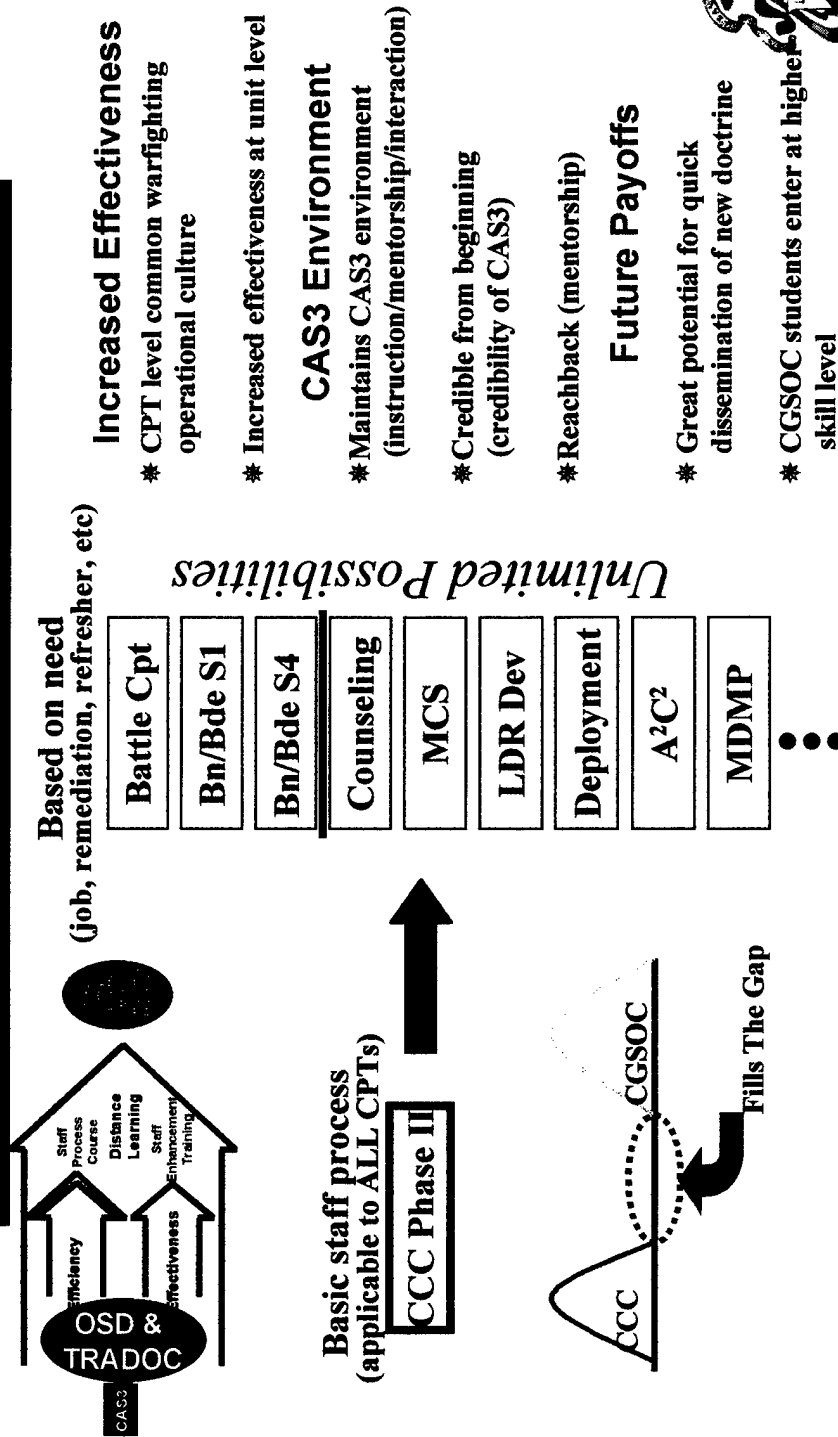 CAS3
OSD &
TRADOC
Efficiency
Effectiveness
Staff
Process
Course
Distance
Learning
Staff
Enhancement
Training
Based on need
(job, remediation, refresher, etc)
Basic staff process
(applicable to ALL CPTs)
CCC Phase II
Battle Cpt
Bn/Bde S1
Bn/Bde S4
Counseling
MCS
LDR Dev
Deployment
A²C²
MDMP
Unlimited Possibilities
CCC
CGSOC
Fills The Gap
Increased Effectiveness
⁕ CPT level common warfighting
operational culture
⁕ Increased effectiveness at unit level
CAS3 Environment
⁕Maintains CAS3 environment
(instruction/mentorship/interaction)
⁕Credible from beginning
(credibility of CAS3)
⁕Reachback (mentorship)
Future Payoffs
⁕ Great potential for quick
dissemination of new doctrine
⁕ CGSOC students enter at higher
skill level